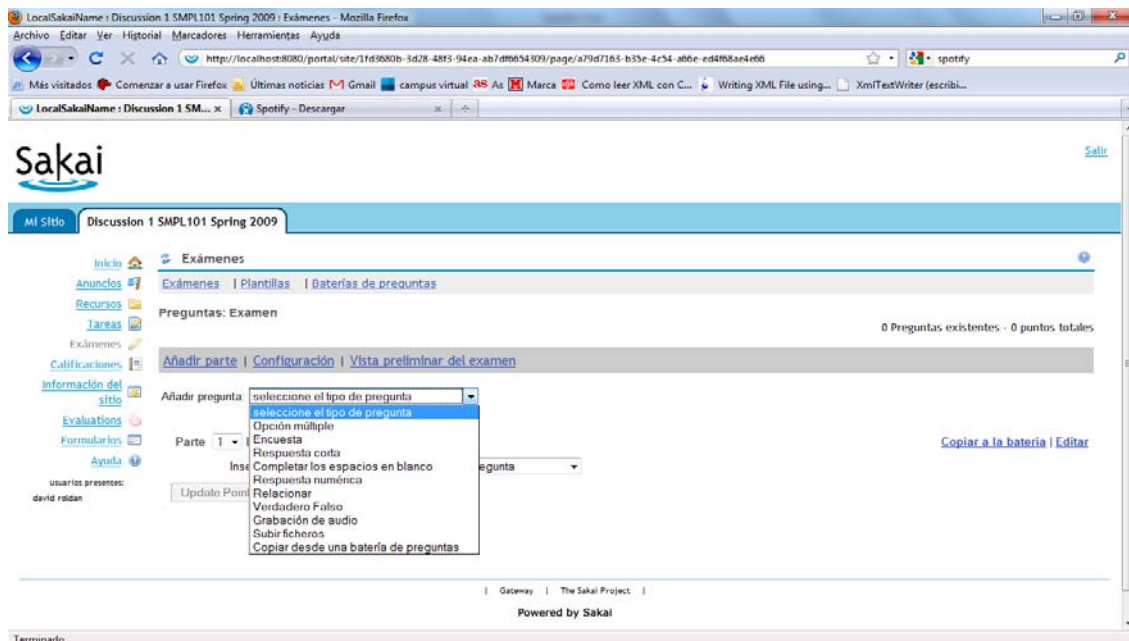 LocalSakaiName : Discussion 1 SMPL101 Spring 2009 : Exámenes - Mozilla Firefox
Archivo Editar Ver Historial Marcadores Herramientas Ayuda
http://localhost:8080/portal/site/1fd3680b-3d28-48f3-94ea-ab7df6654309/page/a79d7163-b35e-4c54-a66e-ed4f68ae4e66
spotify
Más visitados Comenzar a usar Firefox Últimas noticias Gmail campus virtual As Marca Como leer XML con C... Writing XML File using... XmlTextWriter (escribi...
LocalSakaiName : Discussion 1 SM... Spotify - Descargar
Sakai
Salir
Mi Sitio Discussion 1 SMPL101 Spring 2009
Inicio
Anuncios
Recursos
Tareas
Exámenes
Calificaciones
Información del sitio
Evaluations
Formularios
Ayuda
usuarios presentes:
david roldan
Exámenes
Exámenes | Plantillas | Baterías de preguntas
Preguntas: Examen
0 Preguntas existentes - 0 puntos totales
Añadir parte | Configuración | Vista preliminar del examen
Añadir pregunta: seleccione el tipo de pregunta
seleccione el tipo de pregunta
Opción múltiple
Encuesta
Respuesta corta
Completar los espacios en blanco
Respuesta numérica
Relacionar
Verdadero Falso
Grabación de audio
Subir ficheros
Copiar desde una batería de preguntas
Parte 1
Copiar a la batería | Editar
Inse
egunta
Update Point
| Gateway | The Sakai Project |
Powered by Sakai
Terminado